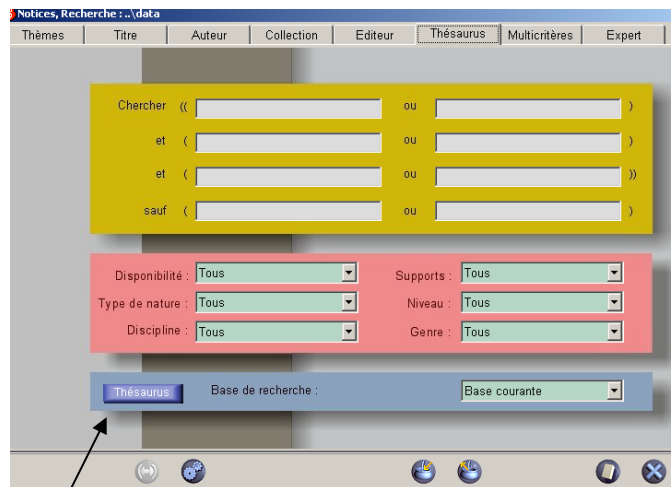 Notices, Recherche : ..\data
Thèmes Titre Auteur Collection Editeur Thésaurus Multicritères Expert
Chercher (( ou )
et ( ou )
et ( ou ))
sauf ( ou )
Disponibilité : Tous Supports : Tous
Type de nature : Tous Niveau : Tous
Discipline : Tous Genre : Tous
Thésaurus Base de recherche : Base courante